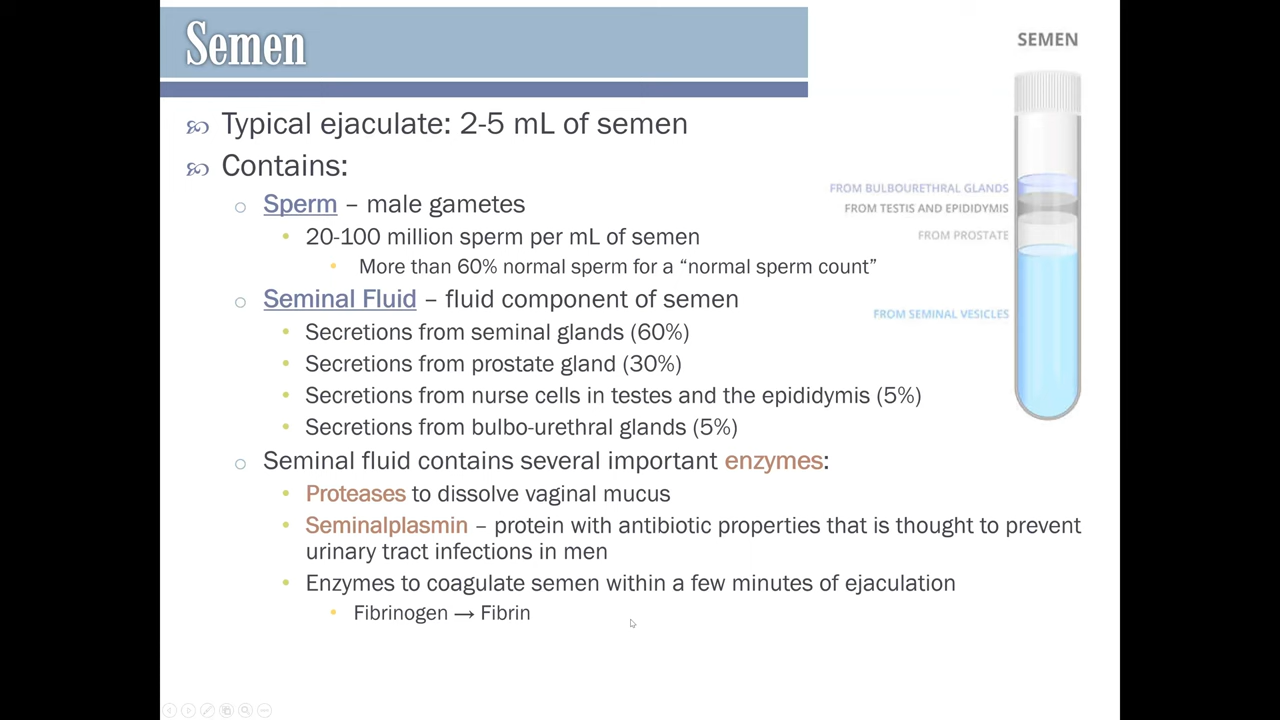 Semen
SEMEN
Typical ejaculate: 2-5 mL of semen
Contains:
Sperm – male gametes
20-100 million sperm per mL of semen
More than 60% normal sperm for a “normal sperm count”
Seminal Fluid – fluid component of semen
Secretions from seminal glands (60%)
Secretions from prostate gland (30%)
Secretions from nurse cells in testes and the epididymis (5%)
Secretions from bulbo-urethral glands (5%)
Seminal fluid contains several important enzymes:
Proteases to dissolve vaginal mucus
Seminalplasmin – protein with antibiotic properties that is thought to prevent
urinary tract infections in men
Enzymes to coagulate semen within a few minutes of ejaculation
Fibrinogen → Fibrin
FROM BULBOURETHRAL GLANDS
FROM TESTIS AND EPIDIDYMIS
FROM PROSTATE
FROM SEMINAL VESICLES